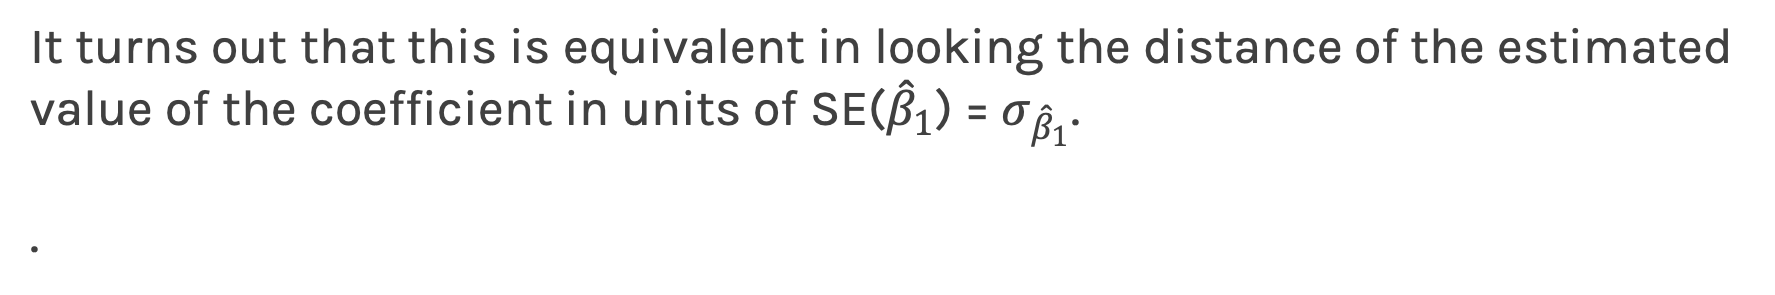 It turns out that this is equivalent in looking the distance of the estimated
value of the coefficient in units of SE(β̂₁) = σ_β̂₁.
.